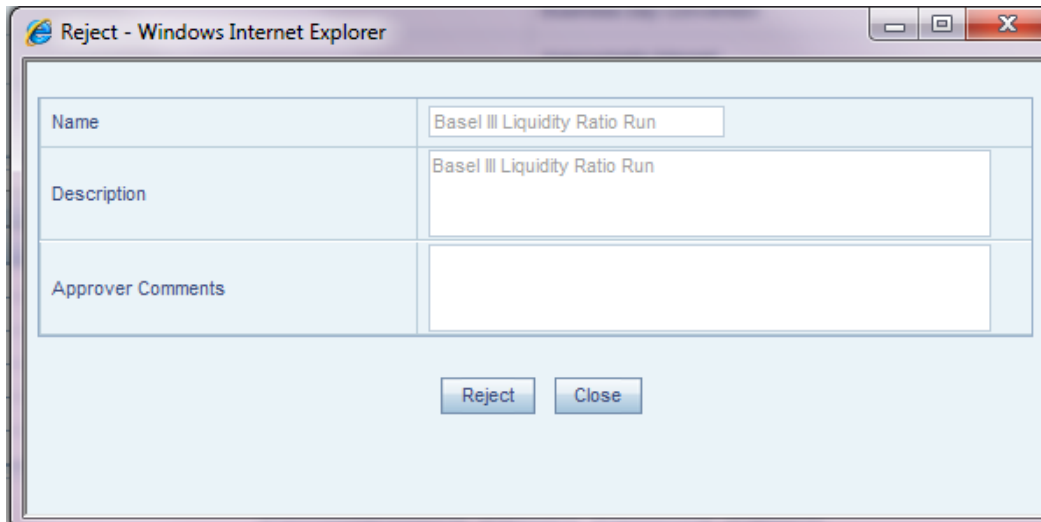 Reject - Windows Internet Explorer
Name
Basel III Liquidity Ratio Run
Description
Basel III Liquidity Ratio Run
Approver Comments
Reject
Close